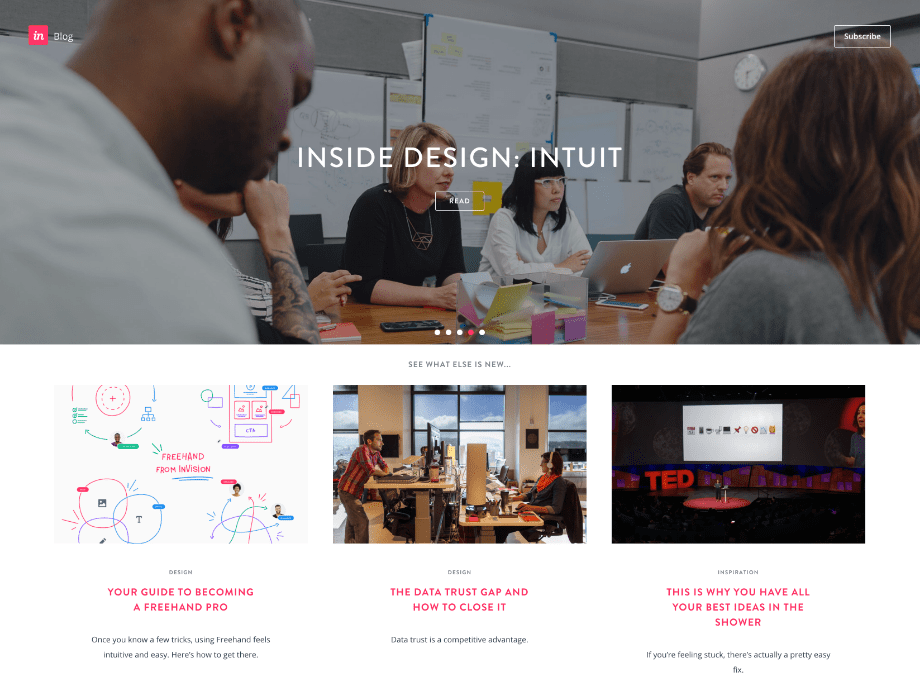 in Blog
Subscribe
INSIDE DESIGN: INTUIT
READ
SEE WHAT ELSE IS NEW...
FREEHAND
FROM INVISION
CTA
T
TED
DESIGN
YOUR GUIDE TO BECOMING
A FREEHAND PRO
Once you know a few tricks, using Freehand feels
intuitive and easy. Here's how to get there.
DESIGN
THE DATA TRUST GAP AND
HOW TO CLOSE IT
Data trust is a competitive advantage.
INSPIRATION
THIS IS WHY YOU HAVE ALL
YOUR BEST IDEAS IN THE
SHOWER
If you're feeling stuck, there's actually a pretty easy
fix.